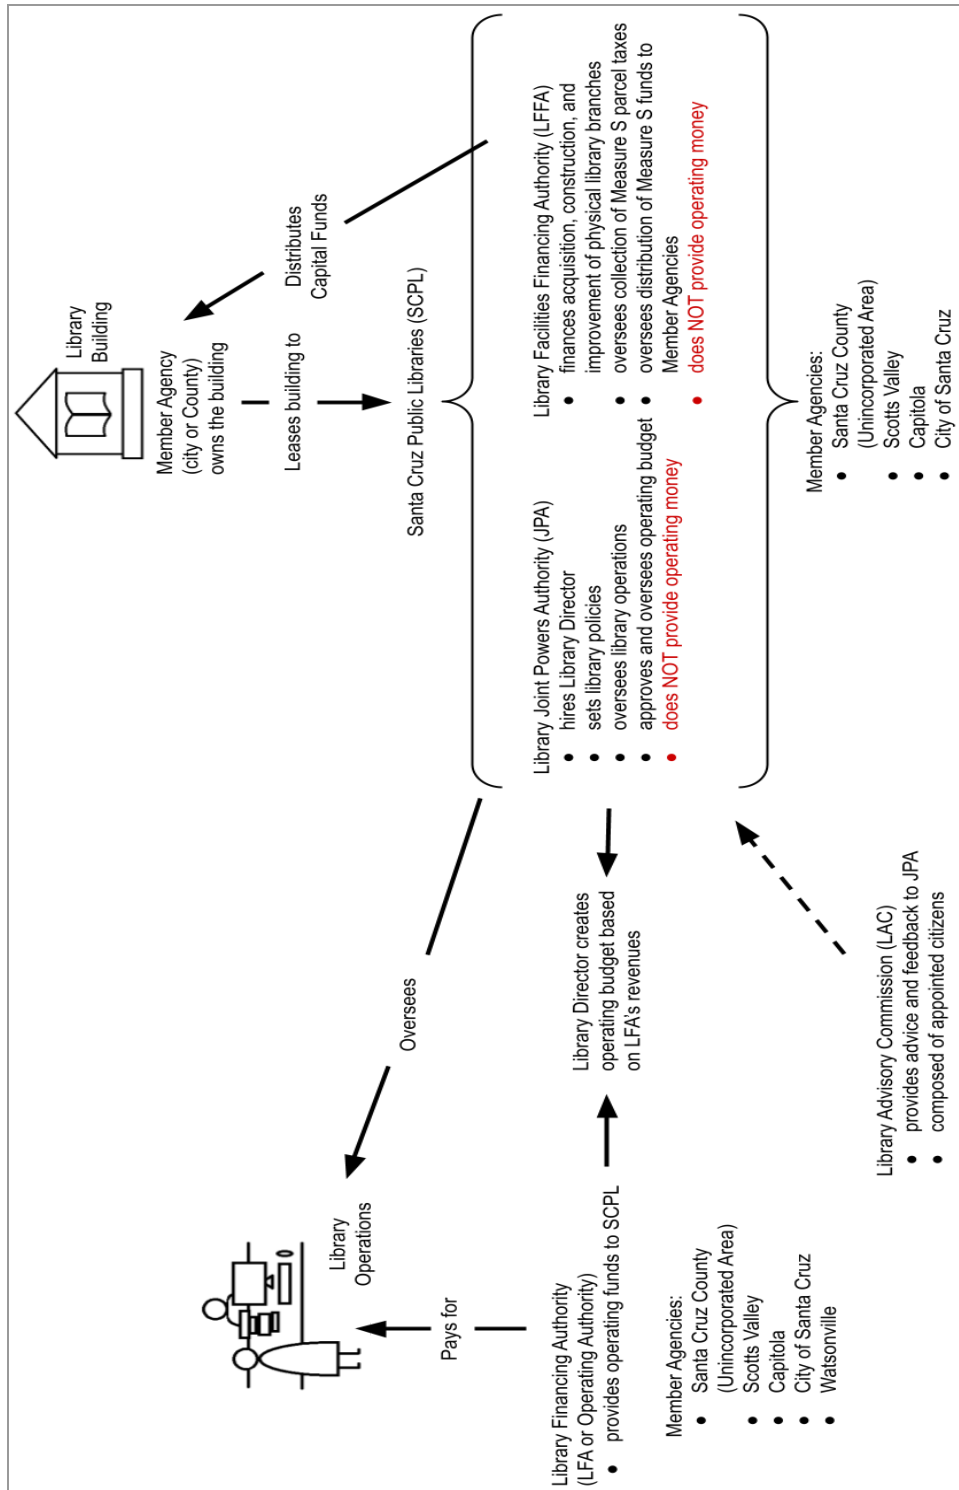 Library
Operations
Oversees
Pays for
Library Financing Authority
(LFA or Operating Authority)
● provides operating funds to SCPL
Member Agencies:
● Santa Cruz County
(Unincorporated Area)
● Scotts Valley
● Capitola
● City of Santa Cruz
● Watsonville
Library Director creates
operating budget based
on LFA's revenues
Library Advisory Commission (LAC)
● provides advice and feedback to JPA
● composed of appointed citizens
Library
Building
Member Agency
(city or County)
owns the building
Leases building to
Distributes
Capital Funds
Santa Cruz Public Libraries (SCPL)
Library Joint Powers Authority (JPA)
● hires Library Director
● sets library policies
● oversees library operations
● approves and oversees operating budget
● does NOT provide operating money
Library Facilities Financing Authority (LFFA)
● finances acquisition, construction, and
improvement of physical library branches
● oversees collection of Measure S parcel taxes
● oversees distribution of Measure S funds to
Member Agencies
● does NOT provide operating money
Member Agencies:
● Santa Cruz County
(Unincorporated Area)
● Scotts Valley
● Capitola
● City of Santa Cruz